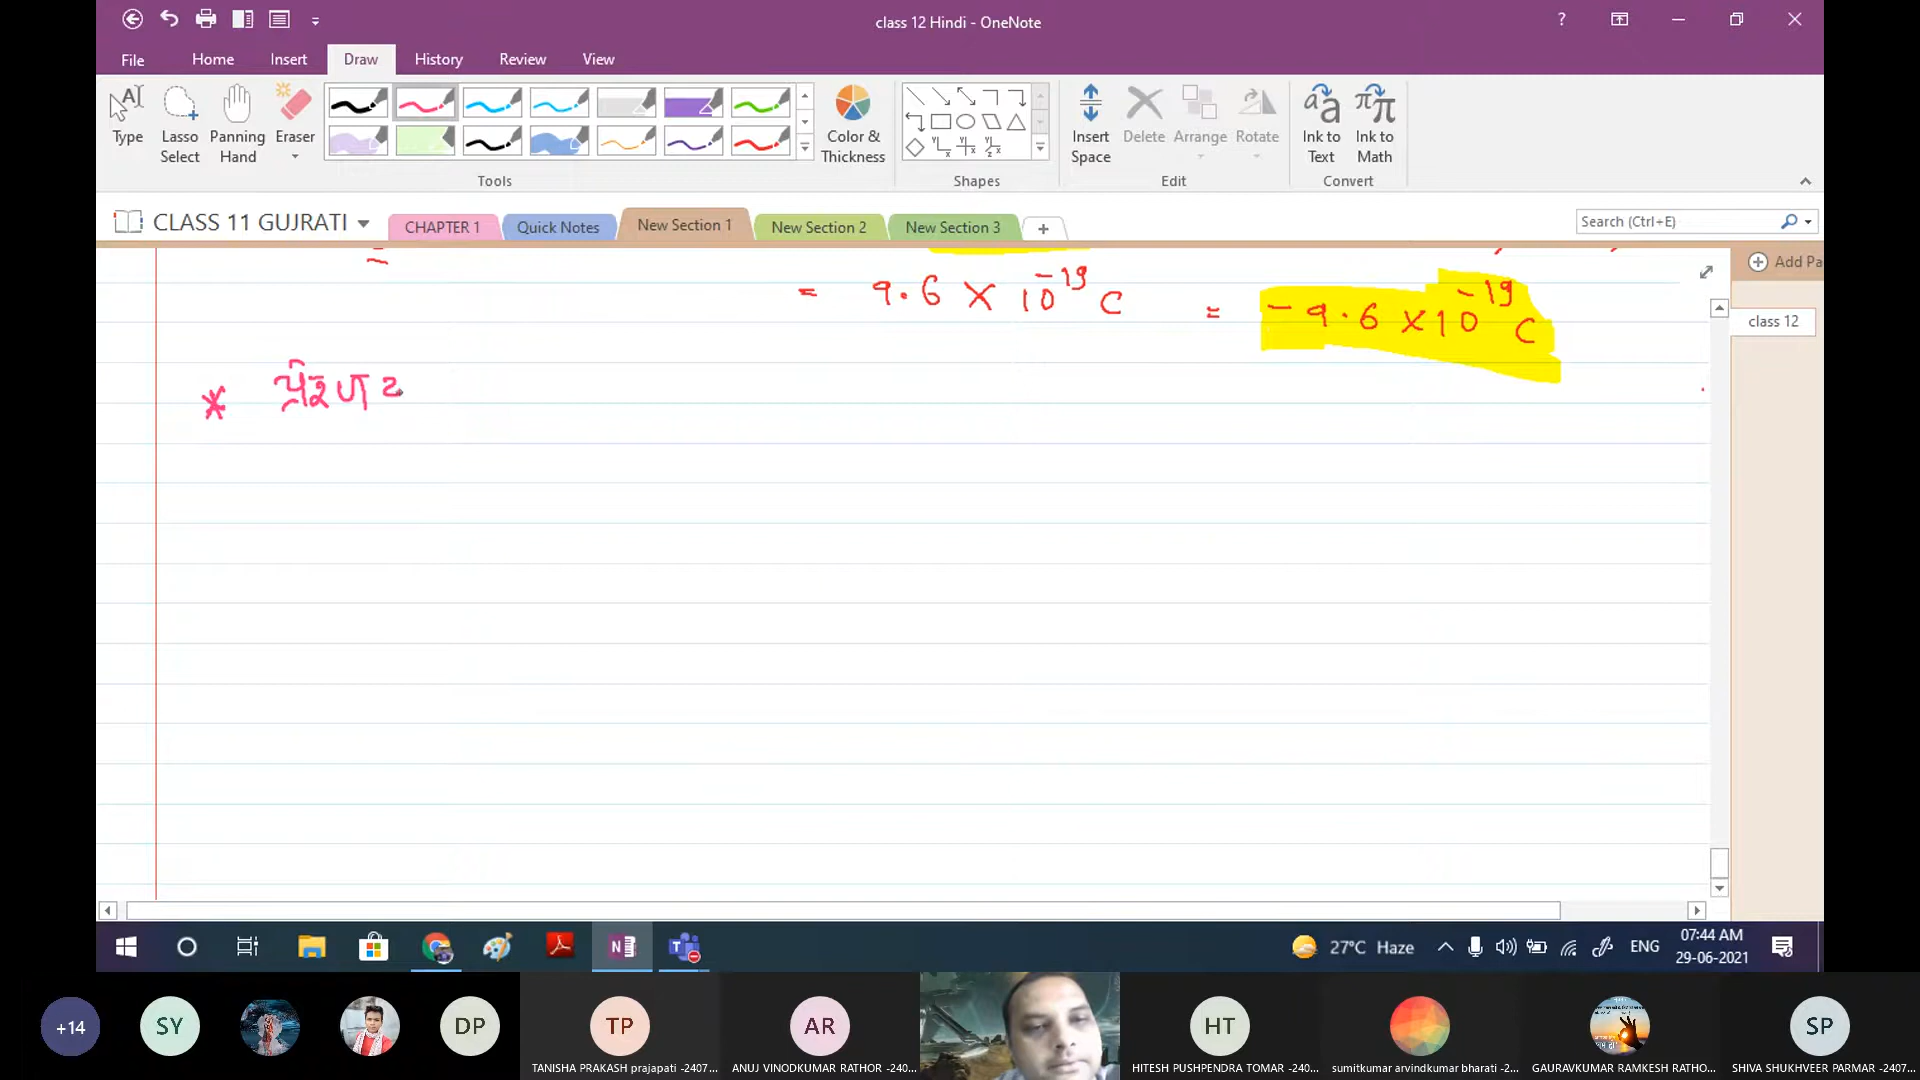 class 12 Hindi - OneNote
?
File Home Insert Draw History Review View
Type Lasso Select Panning Hand Eraser Color & Thickness Insert Space Delete Arrange Rotate Ink to Text Ink to Math
Tools Shapes Edit Convert
CLASS 11 GUJRATI CHAPTER 1 Quick Notes New Section 1 New Section 2 New Section 3 + Search (Ctrl+E)
Add Pa
class 12
= 9.6 × 10⁻¹⁹ C = -9.6 × 10⁻¹⁹ C
*
27°C Haze ENG 07:44 AM
29-06-2021
+14 SY DP TP AR HT SP
TANISHA PRAKASH prajapati -2407... ANUJ VINODKUMAR RATHOR -240... HITESH PUSHPENDRA TOMAR -240... sumitkumar arvindkumar bharati -2... GAURAVKUMAR RAMKESH RATHO... SHIVA SHUKHVEER PARMAR -2407...